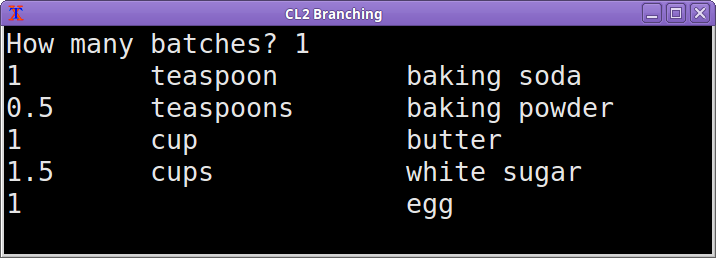 CL2 Branching
How many batches? 1
1 teaspoon baking soda
0.5 teaspoons baking powder
1 cup butter
1.5 cups white sugar
1 egg